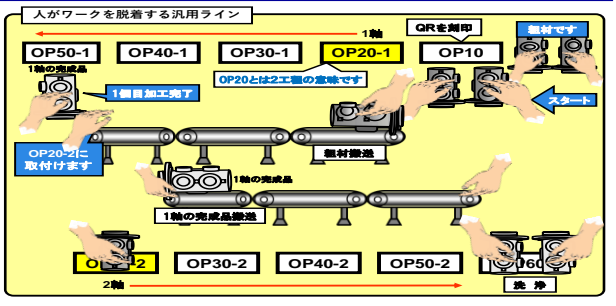 人がワークを脱着する汎用ライン
1軸
QRを刻印
粗材です
OP50-1
OP40-1
OP30-1
OP20-1
OP10
1軸の完成品
OP20とは2工程の意味です
1個目加工完了
スタート
OP20-2に
取付けます
粗材搬送
1軸の完成品
1軸の完成品搬送
OP30-2
OP40-2
OP50-2
2軸
洗浄